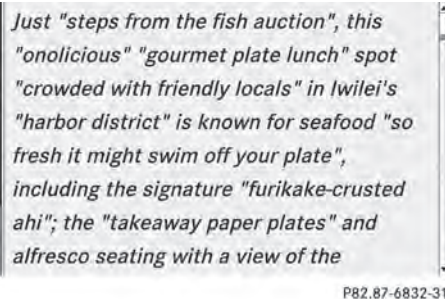 Just "steps from the fish auction", this
"onolicious" "gourmet plate lunch" spot
"crowded with friendly locals" in Iwilei's
"harbor district" is known for seafood "so
fresh it might swim off your plate",
including the signature "furikake-crusted
ahi"; the "takeaway paper plates" and
alfresco seating with a view of the
P82.87-6832-31